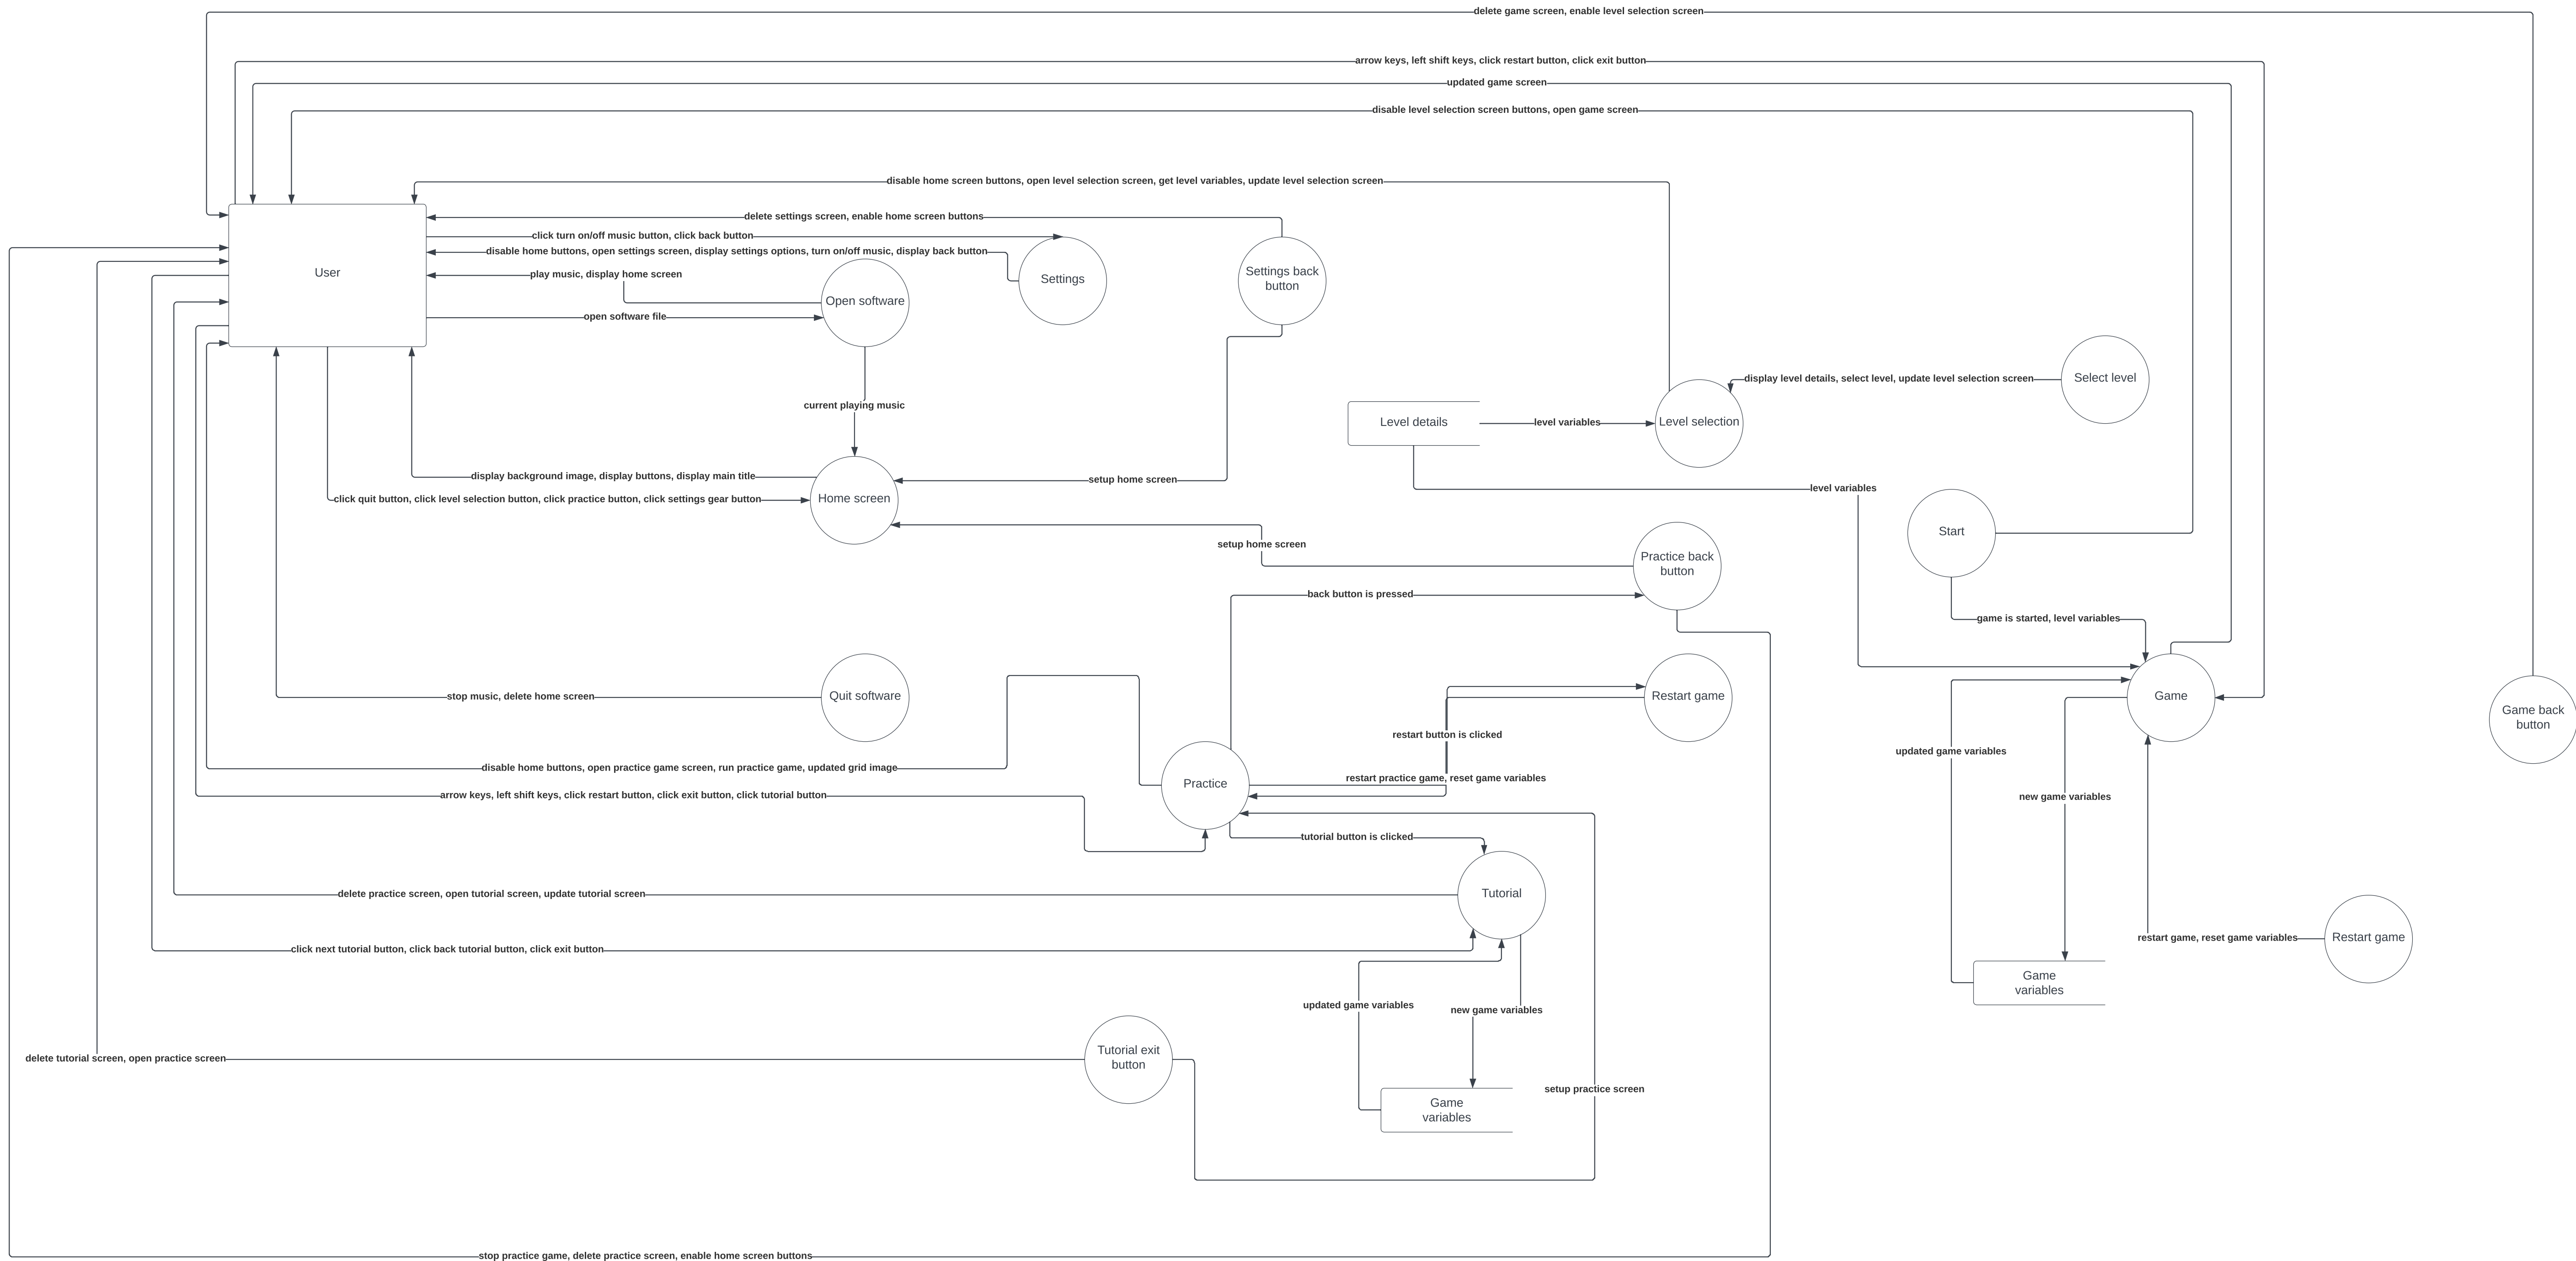 delete game screen, enable level selection screen
arrow keys, left shift keys, click restart button, click exit button
updated game screen
disable level selection screen buttons, open game screen
disable home screen buttons, open level selection screen, get level variables, update level selection screen
delete settings screen, enable home screen buttons
click turn on/off music button, click back button
disable home buttons, open settings screen, display settings options, turn on/off music, display back button
User
play music, display home screen
Settings
Settings back
button
Open software
open software file
Select level
display level details, select level, update level selection screen
current playing music
Level details
level variables
Level selection
display background image, display buttons, display main title
setup home screen
level variables
click quit button, click level selection button, click practice button, click settings gear button
Home screen
Start
setup home screen
Practice back
button
back button is pressed
game is started, level variables
stop music, delete home screen
Quit software
Restart game
Game
Game back
button
restart button is clicked
updated game variables
disable home buttons, open practice game screen, run practice game, updated grid image
restart practice game, reset game variables
Practice
arrow keys, left shift keys, click restart button, click exit button, click tutorial button
new game variables
tutorial button is clicked
delete practice screen, open tutorial screen, update tutorial screen
Tutorial
click next tutorial button, click back tutorial button, click exit button
restart game, reset game variables
Restart game
Game
variables
updated game variables
new game variables
delete tutorial screen, open practice screen
Tutorial exit
button
setup practice screen
Game
variables
stop practice game, delete practice screen, enable home screen buttons